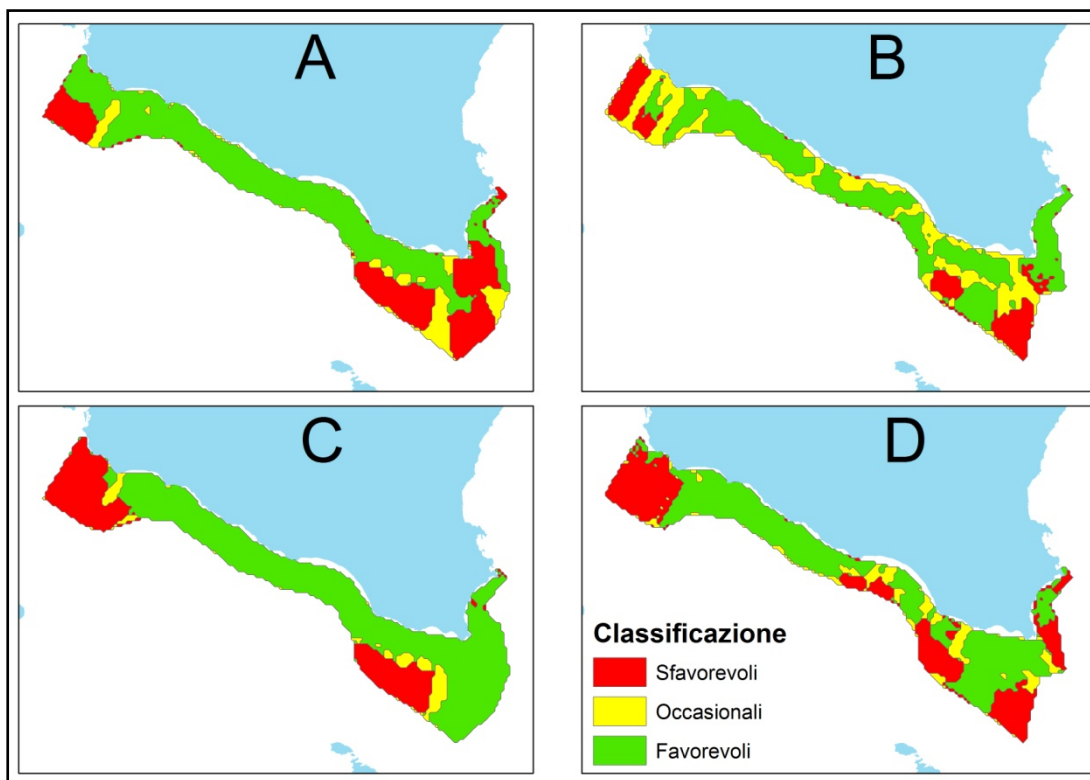 A
B
C
D
Classificazione
Sfavorevoli
Occasionali
Favorevoli